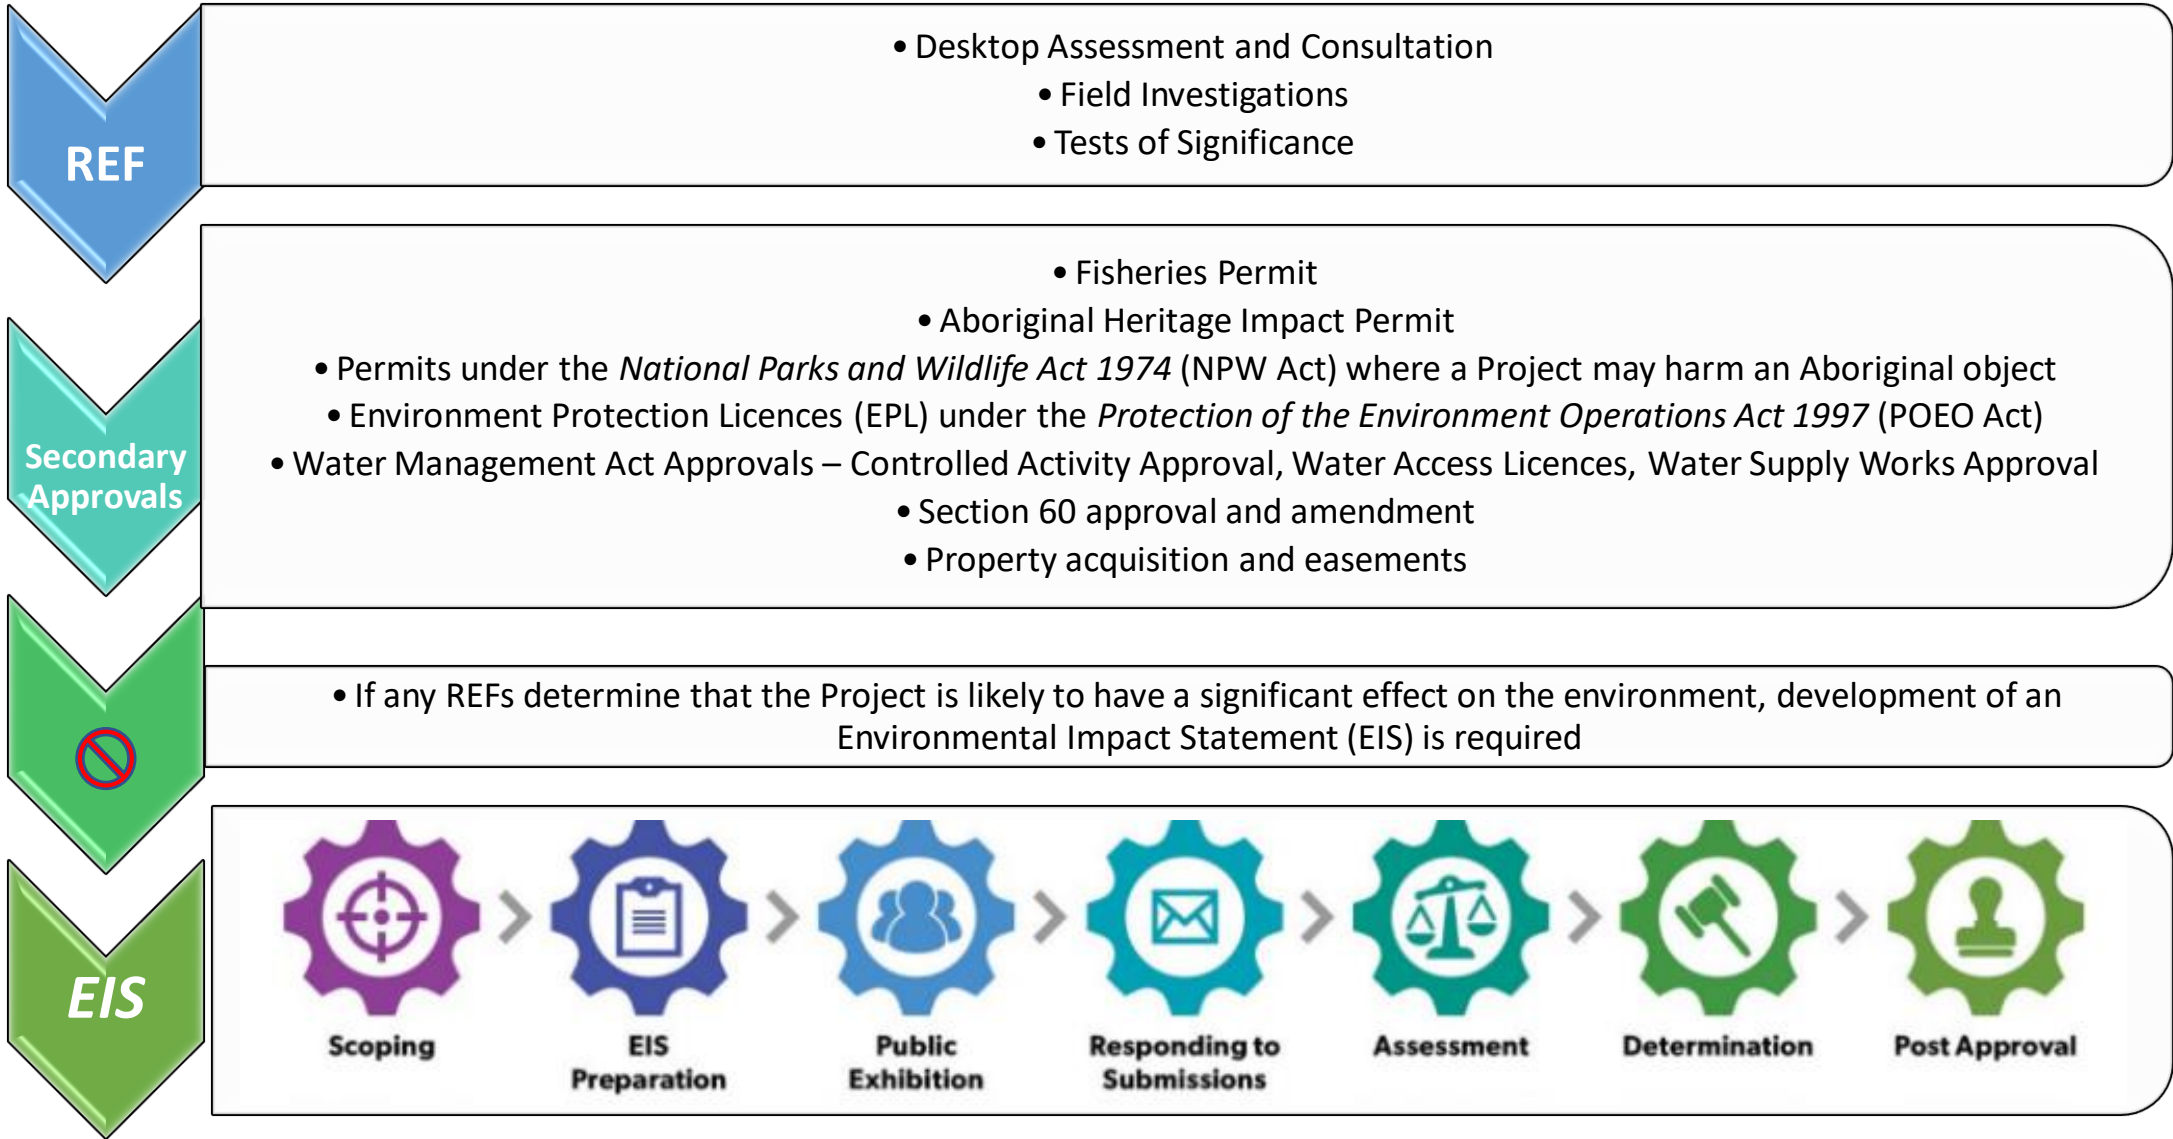 REF
• Desktop Assessment and Consultation
• Field Investigations
• Tests of Significance
Secondary
Approvals
• Fisheries Permit
• Aboriginal Heritage Impact Permit
• Permits under the National Parks and Wildlife Act 1974 (NPW Act) where a Project may harm an Aboriginal object
• Environment Protection Licences (EPL) under the Protection of the Environment Operations Act 1997 (POEO Act)
• Water Management Act Approvals – Controlled Activity Approval, Water Access Licences, Water Supply Works Approval
• Section 60 approval and amendment
• Property acquisition and easements
• If any REFs determine that the Project is likely to have a significant effect on the environment, development of an
Environmental Impact Statement (EIS) is required
EIS
Scoping
EIS
Preparation
Public
Exhibition
Responding to
Submissions
Assessment
Determination
Post Approval